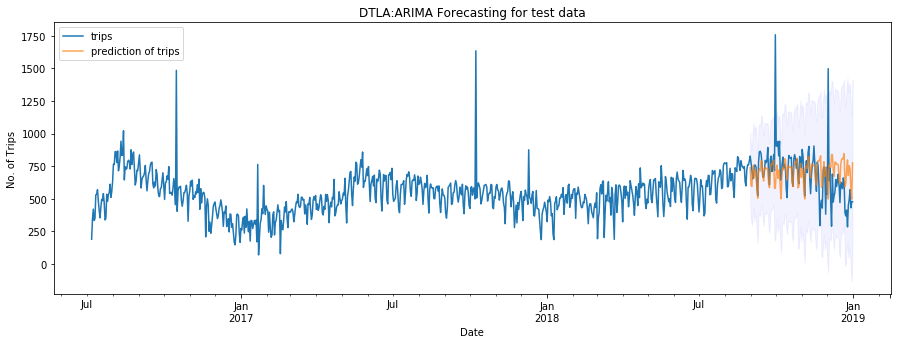 DTLA:ARIMA Forecasting for test data
trips
prediction of trips
1750
1500
1250
1000
750
500
250
0
No. of Trips
Jul
Jan
2017
Jul
Jan
2018
Jul
Jan
2019
Date